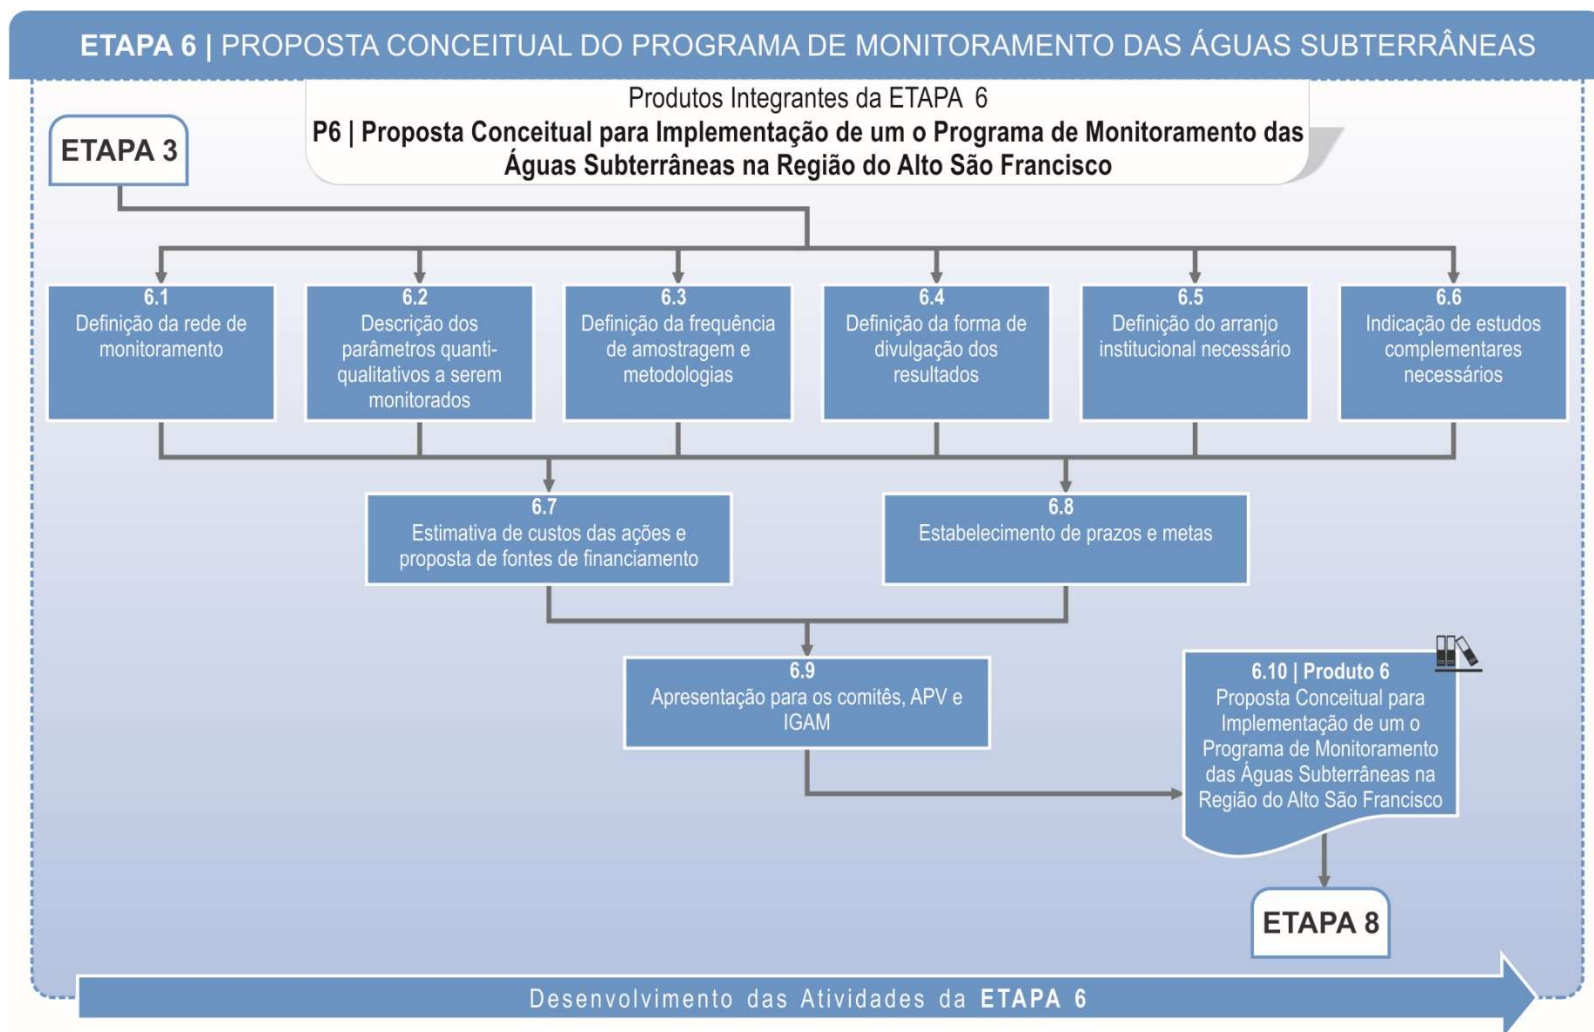 ETAPA 6 | PROPOSTA CONCEITUAL DO PROGRAMA DE MONITORAMENTO DAS ÁGUAS SUBTERRÂNEAS
Produtos Integrantes da ETAPA 6
P6 | Proposta Conceitual para Implementação de um o Programa de Monitoramento das
Águas Subterrâneas na Região do Alto São Francisco
ETAPA 3
6.1
Definição da rede de
monitoramento
6.2
Descrição dos
parâmetros quanti-
qualitativos a serem
monitorados
6.3
Definição da frequência
de amostragem e
metodologias
6.4
Definição da forma de
divulgação dos
resultados
6.5
Definição do arranjo
institucional necessário
6.6
Indicação de estudos
complementares
necessários
6.7
Estimativa de custos das ações e
proposta de fontes de financiamento
6.8
Estabelecimento de prazos e metas
6.9
Apresentação para os comitês, APV e
IGAM
6.10 | Produto 6
Proposta Conceitual para
Implementação de um o
Programa de Monitoramento
das Águas Subterrâneas na
Região do Alto São Francisco
ETAPA 8
Desenvolvimento das Atividades da ETAPA 6